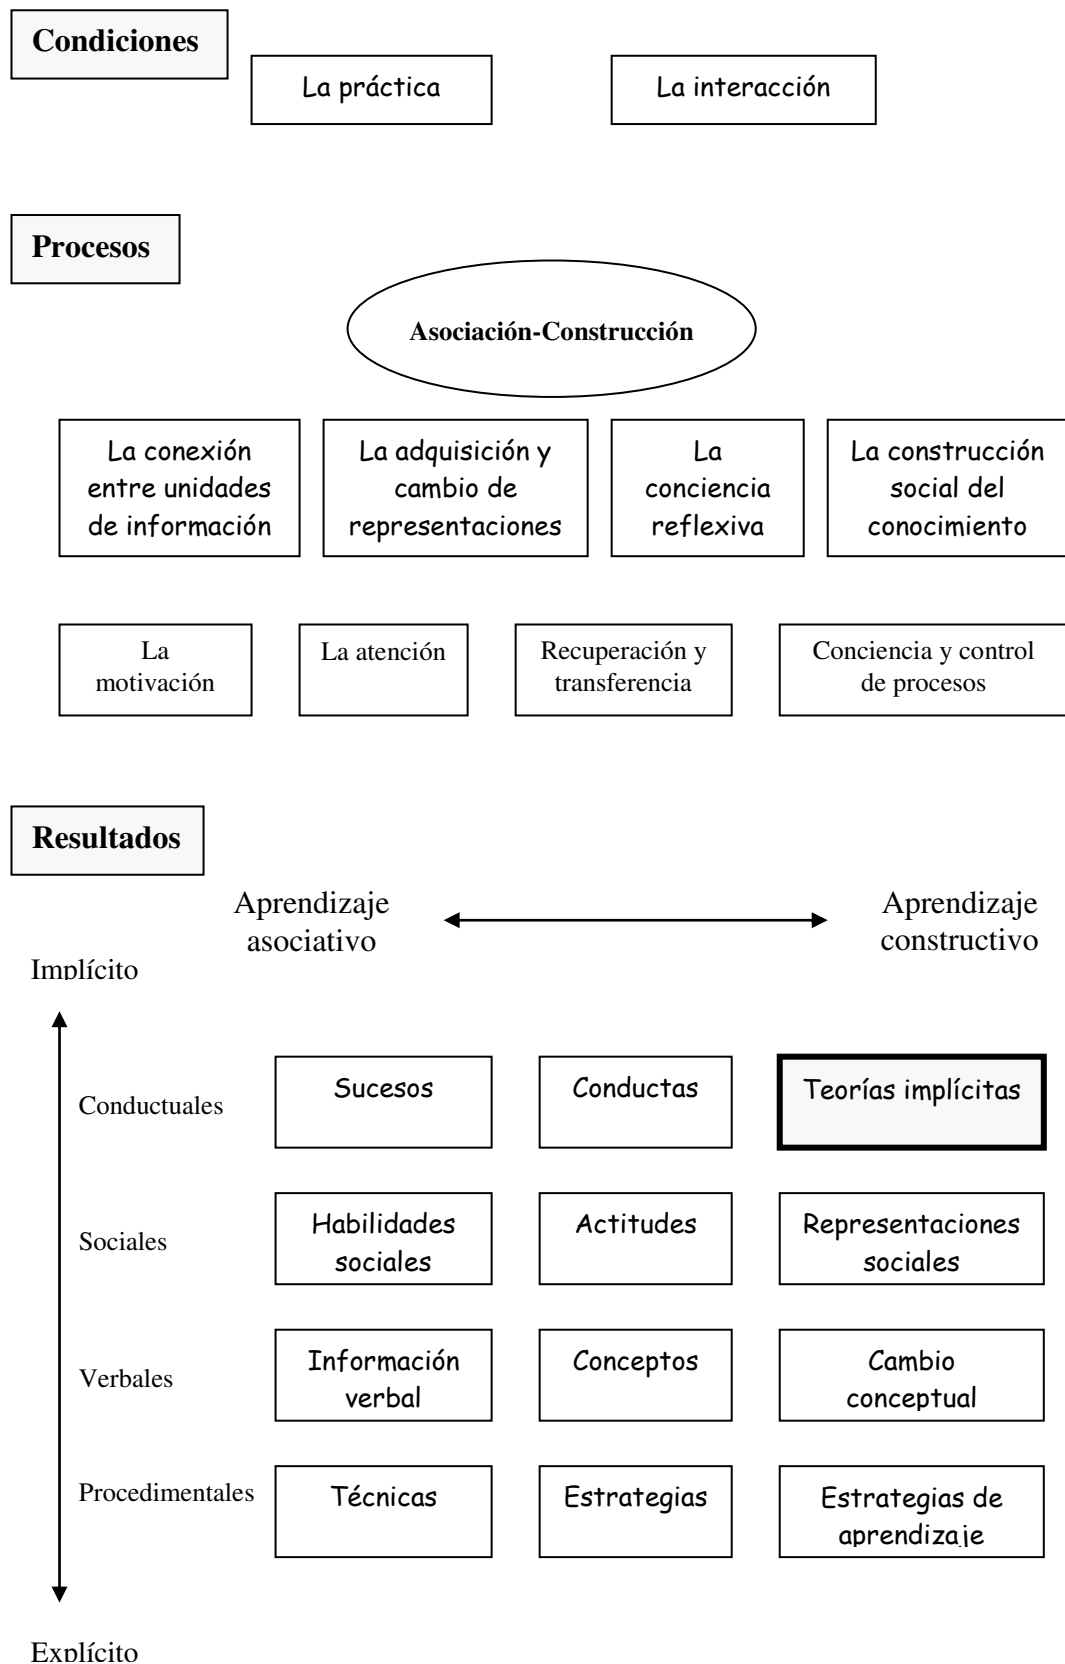 Condiciones
La práctica
La interacción
Procesos
Asociación-Construcción
La conexión
entre unidades
de información
La adquisición y
cambio de
representaciones
La
conciencia
reflexiva
La construcción
social del
conocimiento
La
motivación
La atención
Recuperación y
transferencia
Conciencia y control
de procesos
Resultados
Aprendizaje
asociativo
Aprendizaje
constructivo
Implícito
Conductuales
Sucesos
Conductas
Teorías implícitas
Sociales
Habilidades
sociales
Actitudes
Representaciones
sociales
Verbales
Información
verbal
Conceptos
Cambio
conceptual
Procedimentales
Técnicas
Estrategias
Estrategias de
aprendizaje
Explícito